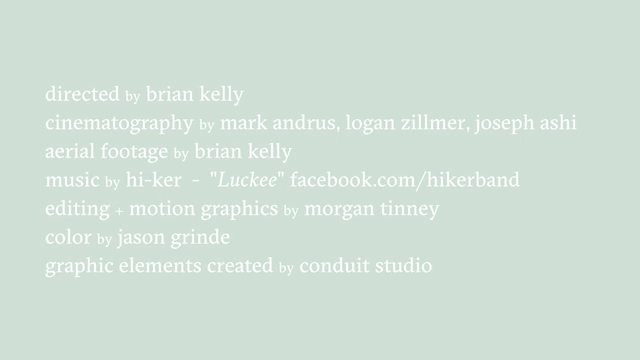 directed by brian kelly
cinematography by mark andrus, logan zillmer, joseph ashi
aerial footage by brian kelly
music by hi-ker - "Luckee" facebook.com/hikerband
editing + motion graphics by morgan tinney
color by jason grinde
graphic elements created by conduit studio